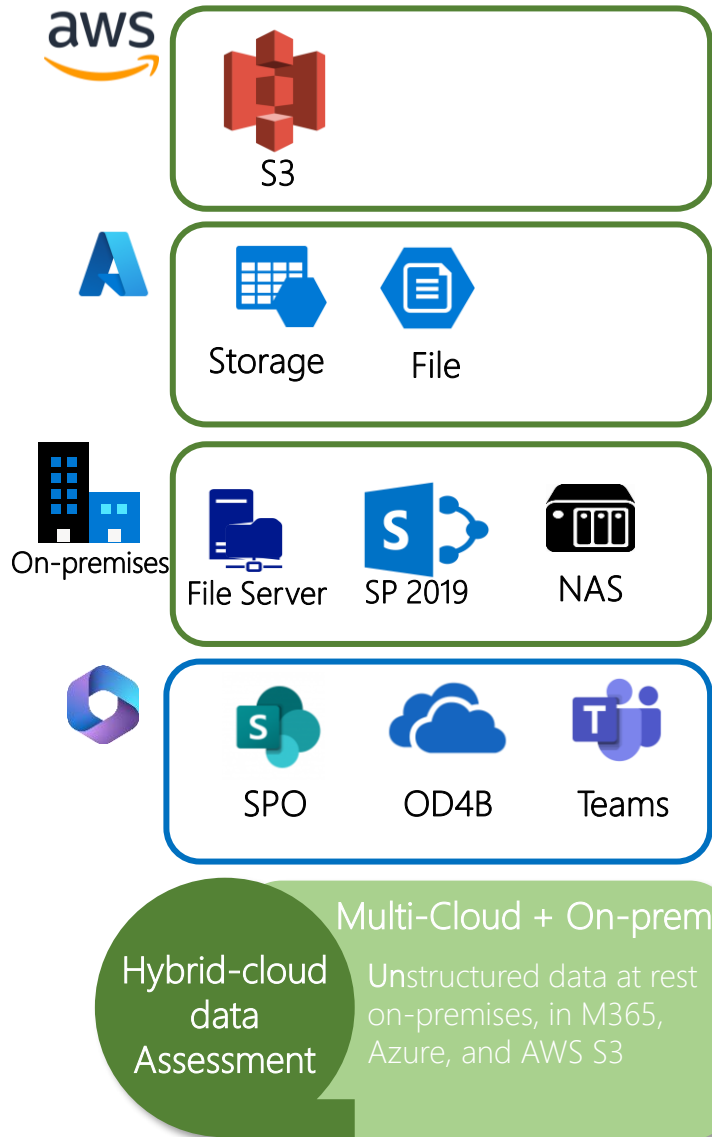 aws
S3
Storage
File
On-premises
File Server
SP 2019
NAS
S
S
T
SPO
OD4B
Teams
Multi-Cloud + On-prem
Hybrid-cloud
data
Assessment
Unstructured data at rest
on-premises, in M365,
Azure, and AWS S3